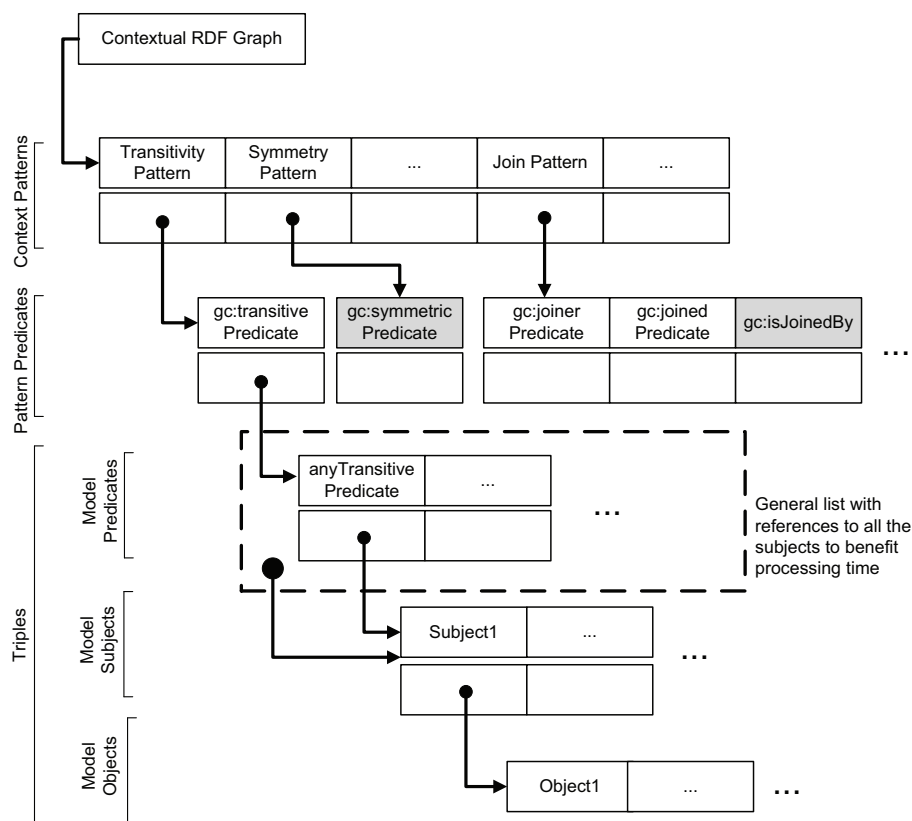 Contextual RDF Graph
Context Patterns
Transitivity
Pattern
Symmetry
Pattern
...
Join Pattern
...
Pattern Predicates
gc:transitive
Predicate
gc:symmetric
Predicate
gc:joiner
Predicate
gc:joined
Predicate
gc:isJoinedBy
...
Triples
Model
Predicates
anyTransitive
Predicate
...
...
General list with
references to all the
subjects to benefit
processing time
Model
Subjects
Subject1
...
...
Model
Objects
Object1
...
...